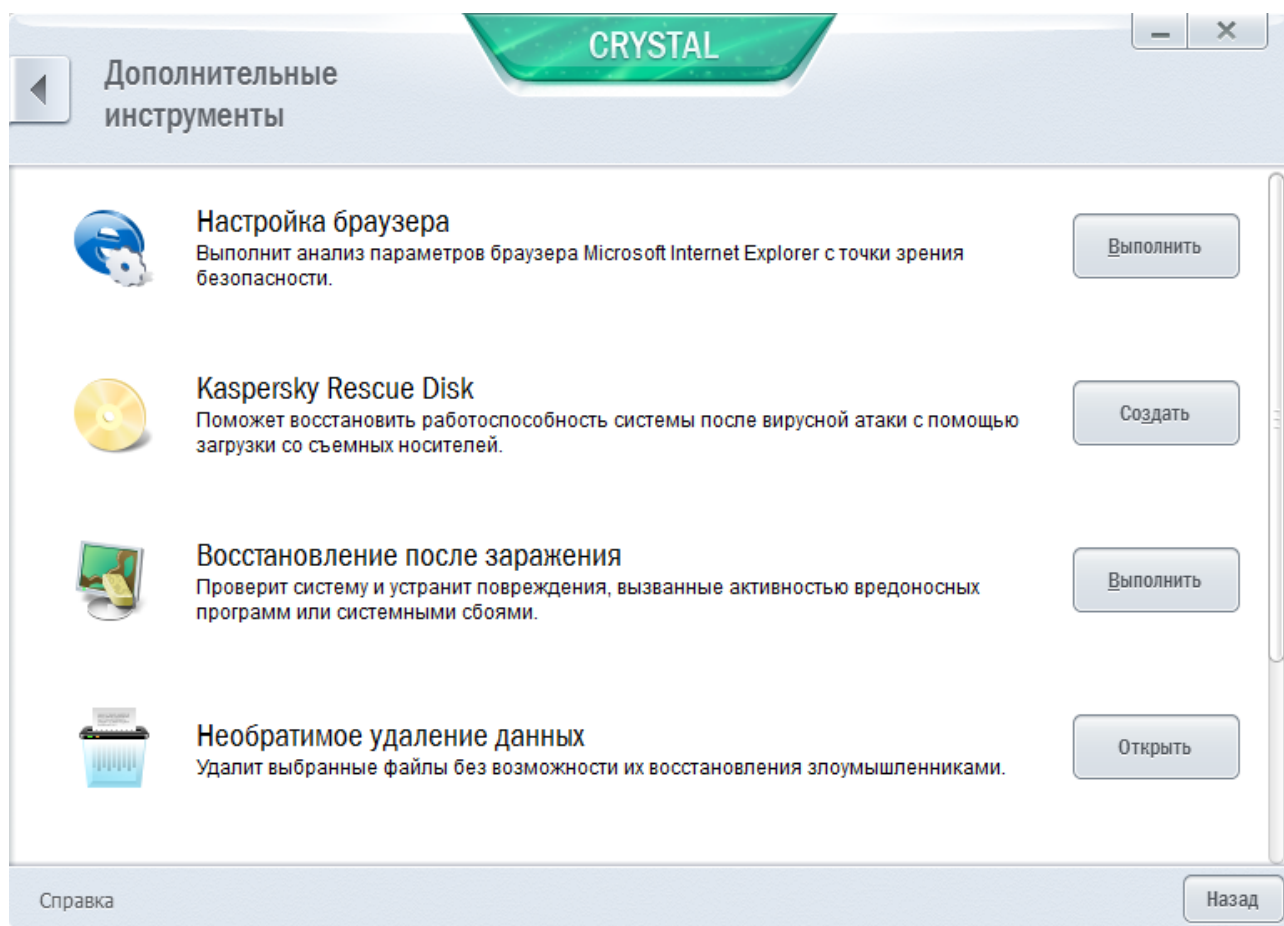 CRYSTAL
Дополнительные
инструменты
Настройка браузера
Выполнит анализ параметров браузера Microsoft Internet Explorer с точки зрения
безопасности.
Выполнить
Kaspersky Rescue Disk
Поможет восстановить работоспособность системы после вирусной атаки с помощью
загрузки со съемных носителей.
Создать
Восстановление после заражения
Проверит систему и устранит повреждения, вызванные активностью вредоносных
программ или системными сбоями.
Выполнить
Необратимое удаление данных
Удалит выбранные файлы без возможности их восстановления злоумышленниками.
Открыть
Справка
Назад